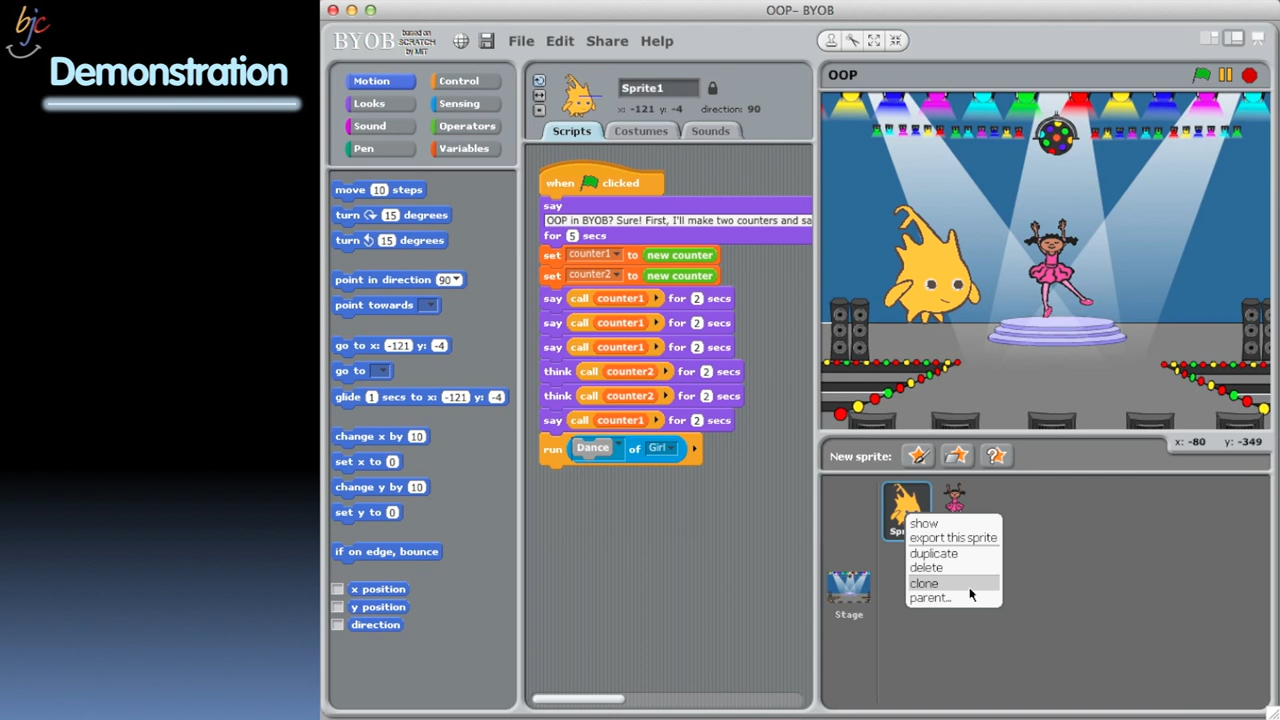 bjc
Demonstration
OOP- BYOB
BYOB based on SCRATCH by MIT
File Edit Share Help
Motion Control
Looks Sensing
Sound Operators
Pen Variables
move 10 steps
turn 15 degrees
turn 15 degrees
point in direction 90
point towards
go to x: -121 y: -4
go to
glide 1 secs to x: -121 y: -4
change x by 10
set x to 0
change y by 10
set y to 0
if on edge, bounce
x position
y position
direction
Sprite1
x: -121 y: -4 direction: 90
Scripts Costumes Sounds
when clicked
say
OOP in BYOB? Sure! First, I'll make two counters and sa
for 5 secs
set counter1 to new counter
set counter2 to new counter
say call counter1 for 2 secs
say call counter1 for 2 secs
say call counter1 for 2 secs
think call counter2 for 2 secs
think call counter2 for 2 secs
say call counter1 for 2 secs
run Dance of Girl
OOP
x: -80 y: -349
New sprite:
Spr
show
export this sprite
duplicate
delete
clone
parent...
Stage